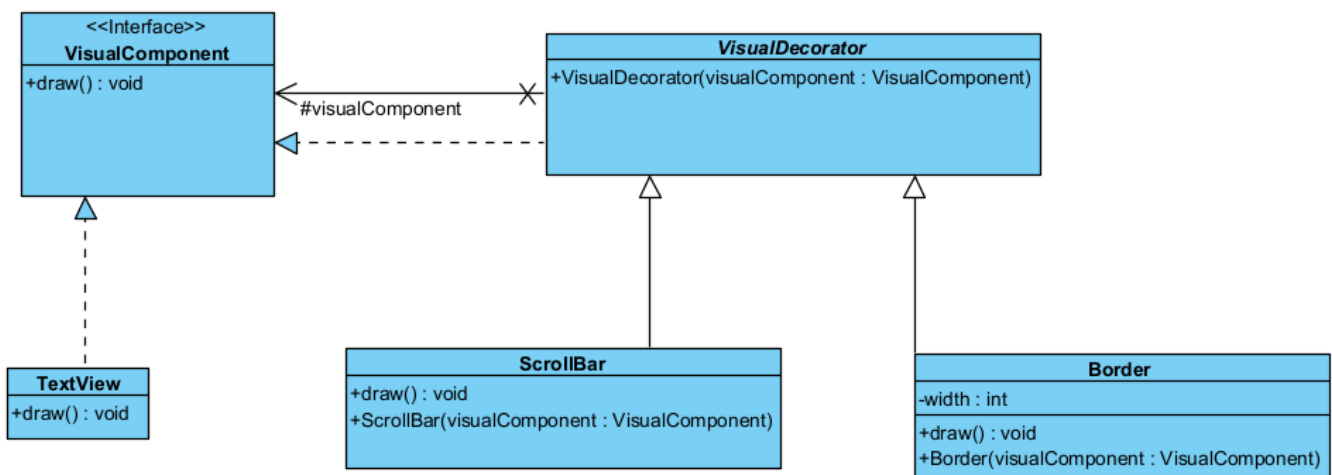 <<Interface>>
VisualComponent
+draw() : void
VisualDecorator
+VisualDecorator(visualComponent : VisualComponent)
#visualComponent
TextView
+draw() : void
ScrollBar
+draw() : void
+ScrollBar(visualComponent : VisualComponent)
Border
-width : int
+draw() : void
+Border(visualComponent : VisualComponent)